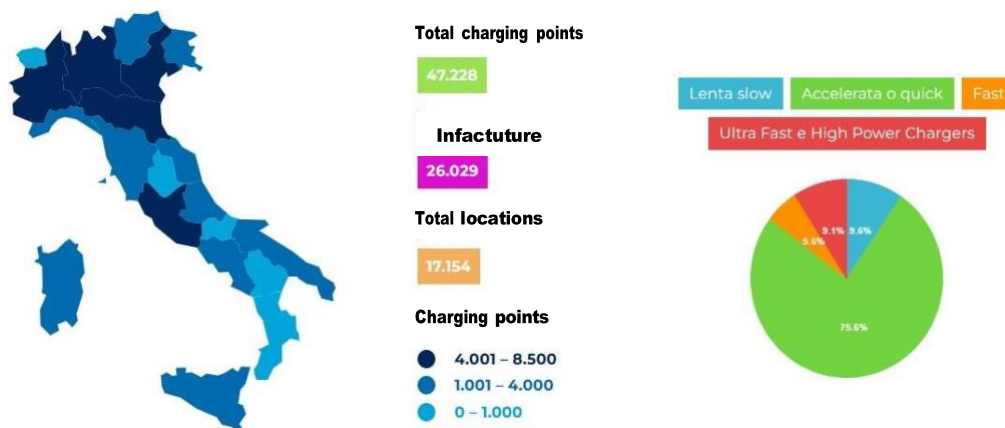 Total charging points
47.228
Infactuture
26.029
Total locations
17.154
Charging points
4.001 – 8.500
1.001 – 4.000
0 – 1.000
Lenta slow
Accelerata o quick
Fast
Ultra Fast e High Power Chargers
9.1%
9.6%
5.6%
75.6%